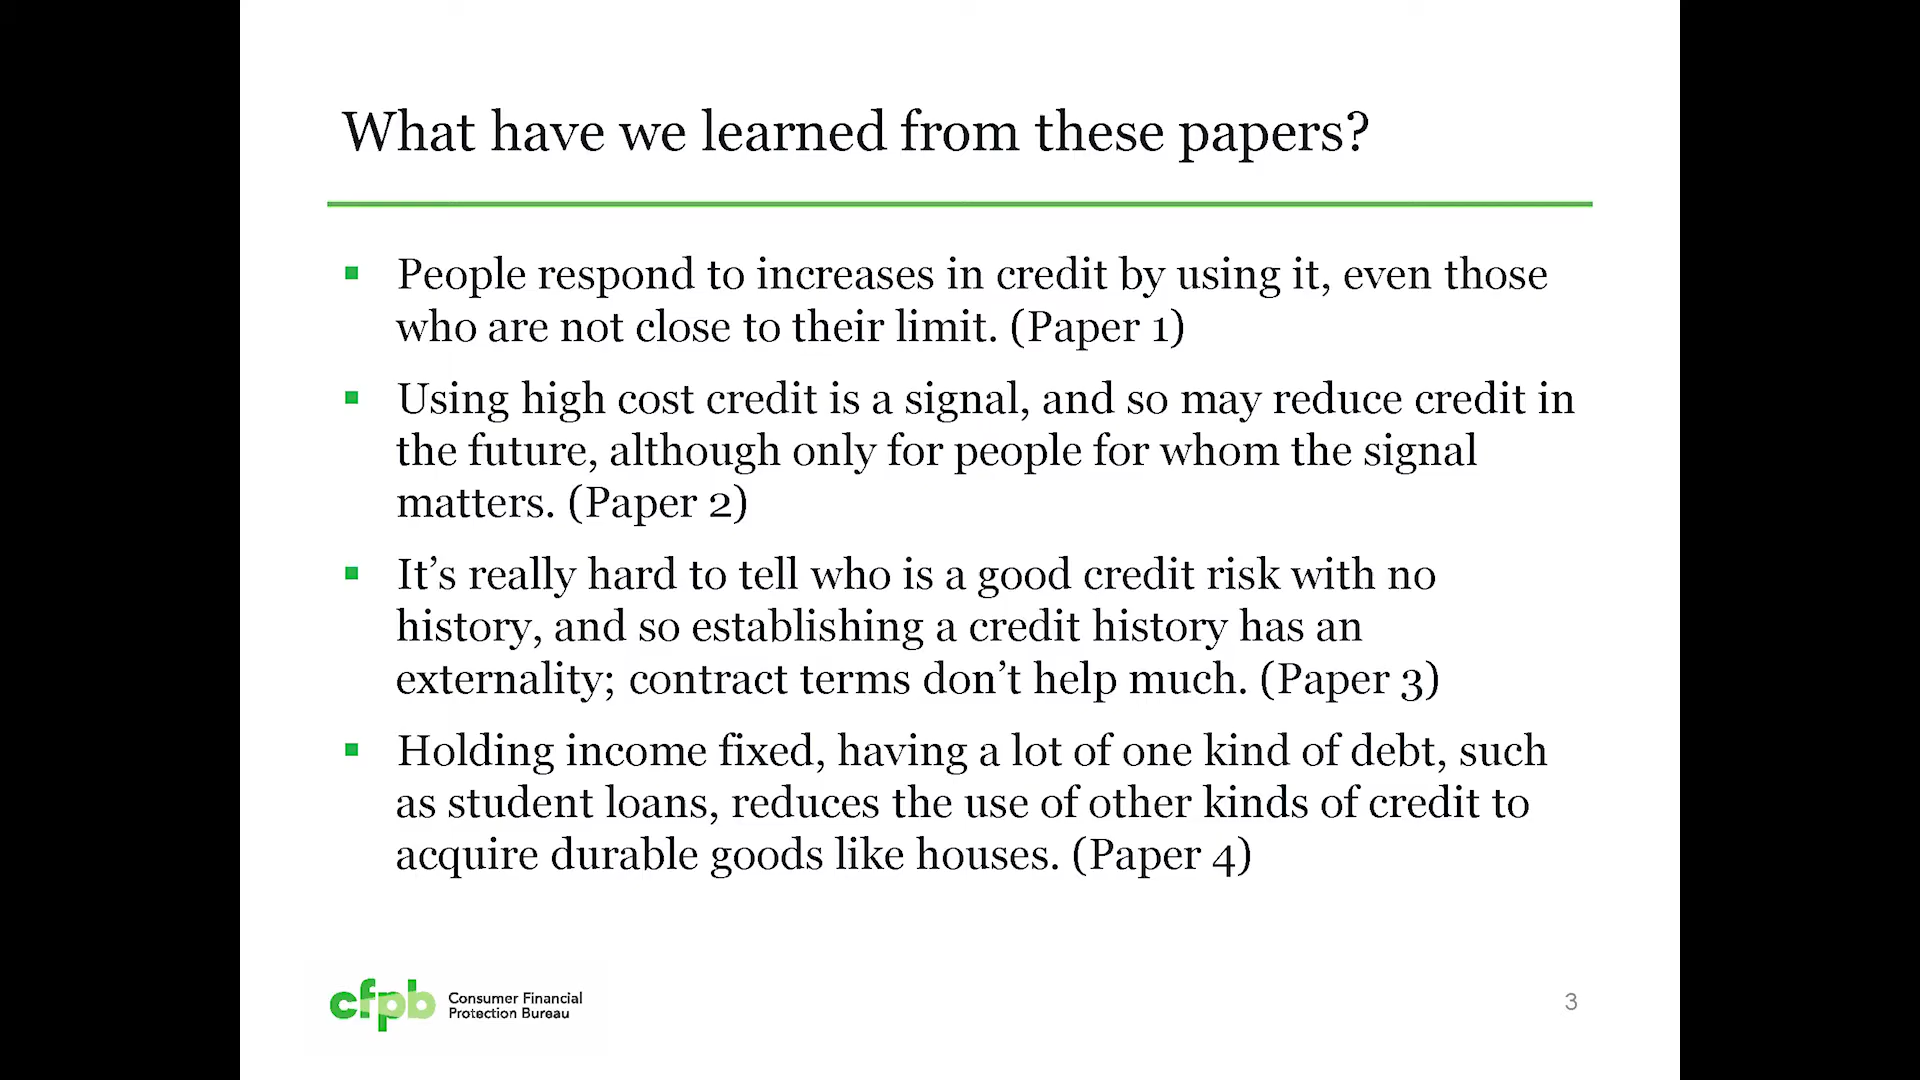 What have we learned from these papers?
▪ People respond to increases in credit by using it, even those
who are not close to their limit. (Paper 1)
▪ Using high cost credit is a signal, and so may reduce credit in
the future, although only for people for whom the signal
matters. (Paper 2)
▪ It’s really hard to tell who is a good credit risk with no
history, and so establishing a credit history has an
externality; contract terms don’t help much. (Paper 3)
▪ Holding income fixed, having a lot of one kind of debt, such
as student loans, reduces the use of other kinds of credit to
acquire durable goods like houses. (Paper 4)
cfpb
Consumer Financial
Protection Bureau
3